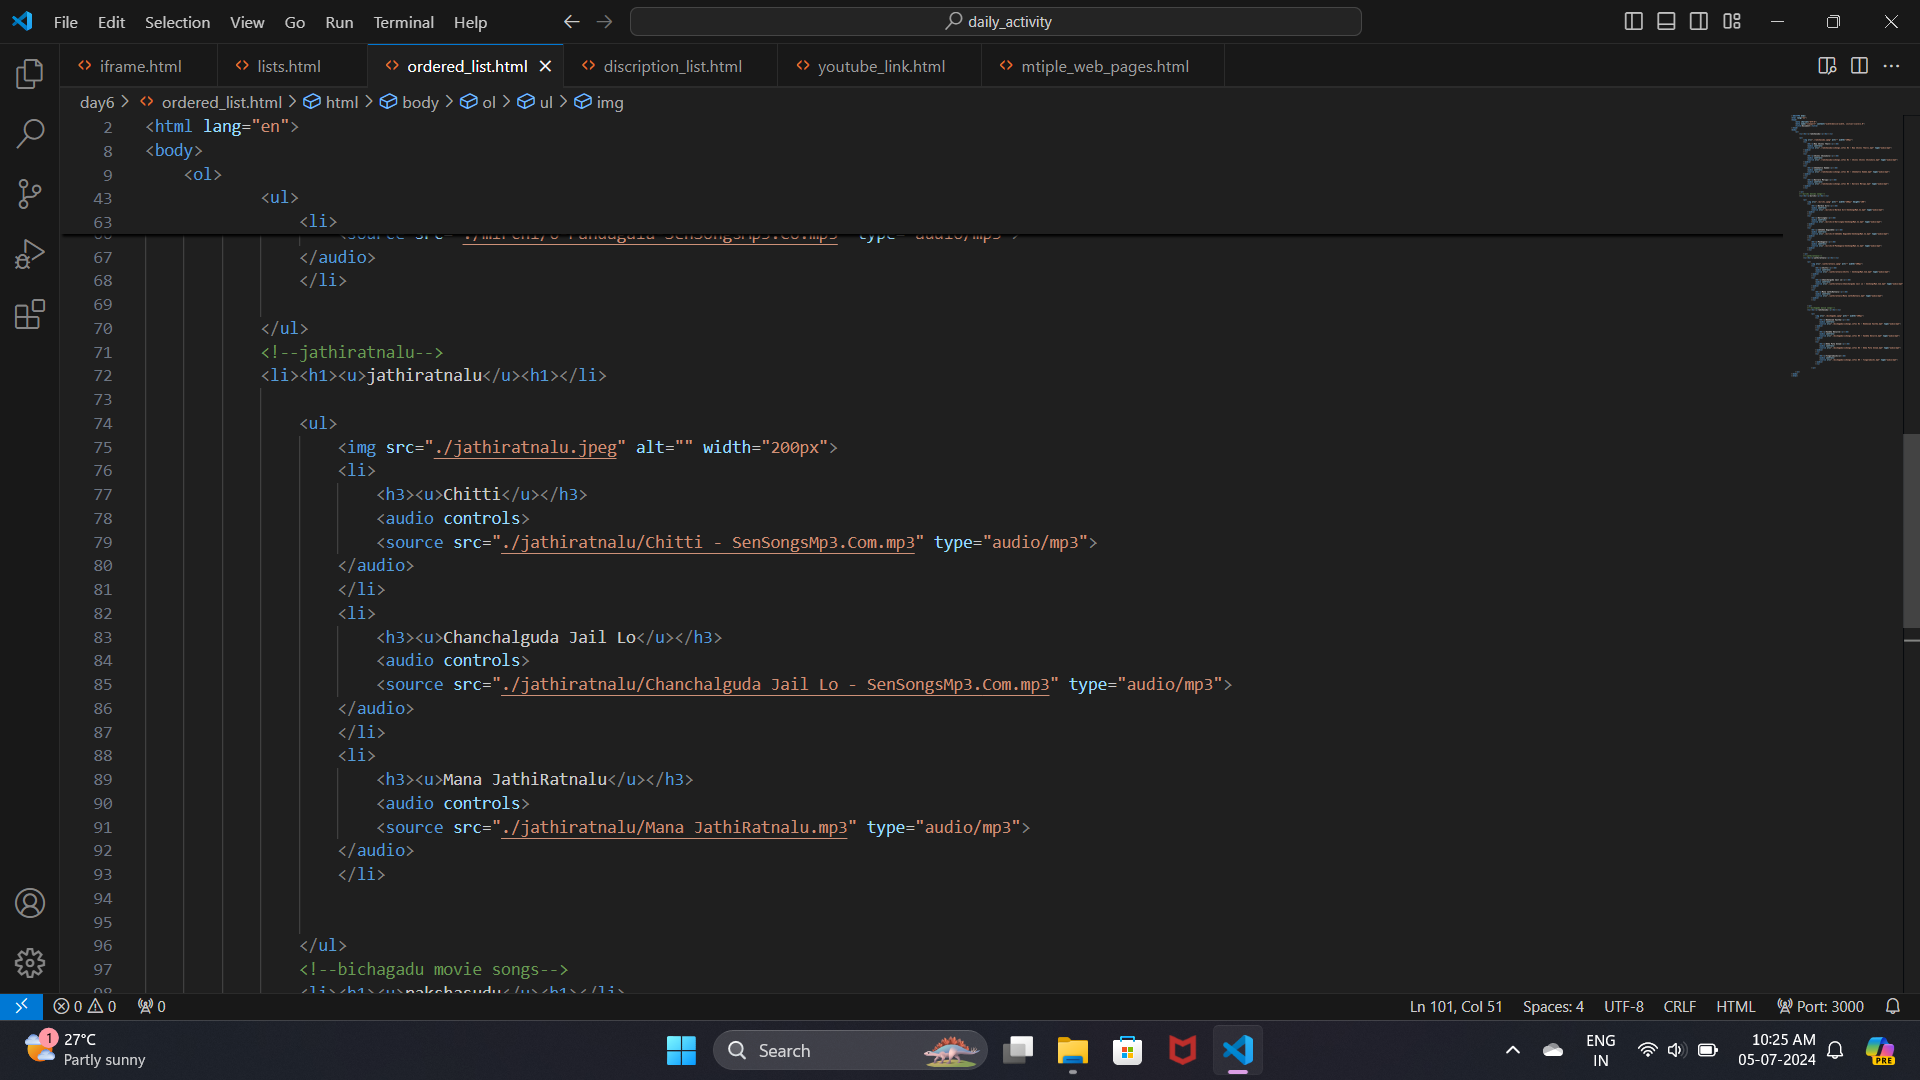 File Edit Selection View Go Run Terminal Help daily_activity
iframe.html lists.html ordered_list.html discription_list.html youtube_link.html mtiple_web_pages.html
day6 > ordered_list.html > html > body > ol > ul > img
2 <html lang="en">
8 <body>
9 <ol>
43 <ul>
63 <li>
67 </audio>
68 </li>
69
70 </ul>
71 <!--jathiratnalu-->
72 <li><h1><u>jathiratnalu</u><h1></li>
73
74 <ul>
75 <img src="./jathiratnalu.jpeg" alt="" width="200px">
76 <li>
77 <h3><u>Chitti</u></h3>
78 <audio controls>
79 <source src="./jathiratnalu/Chitti - SenSongsMp3.Com.mp3" type="audio/mp3">
80 </audio>
81 </li>
82 <li>
83 <h3><u>Chanchalguda Jail Lo</u></h3>
84 <audio controls>
85 <source src="./jathiratnalu/Chanchalguda Jail Lo - SenSongsMp3.Com.mp3" type="audio/mp3">
86 </audio>
87 </li>
88 <li>
89 <h3><u>Mana JathiRatnalu</u></h3>
90 <audio controls>
91 <source src="./jathiratnalu/Mana JathiRatnalu.mp3" type="audio/mp3">
92 </audio>
93 </li>
94
95
96 </ul>
97 <!--bichagadu movie songs-->
0 0 0 Ln 101, Col 51 Spaces: 4 UTF-8 CRLF HTML Port: 3000
1 27°C
Partly sunny
Search
ENG
IN
10:25 AM
05-07-2024
PRE